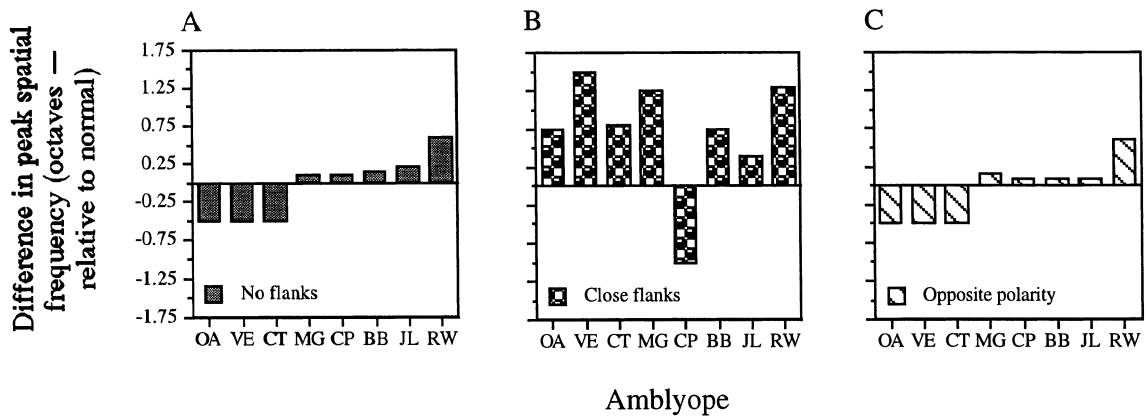 A
B
C
Difference in peak spatial
frequency (octaves —
relative to normal)
1.75
1.25
0.75
0.25
-0.25
-0.75
-1.25
-1.75
No flanks
Close flanks
Opposite polarity
OA VE CT MG CP BB JL RW
OA VE CT MG CP BB JL RW
OA VE CT MG CP BB JL RW
Amblyope